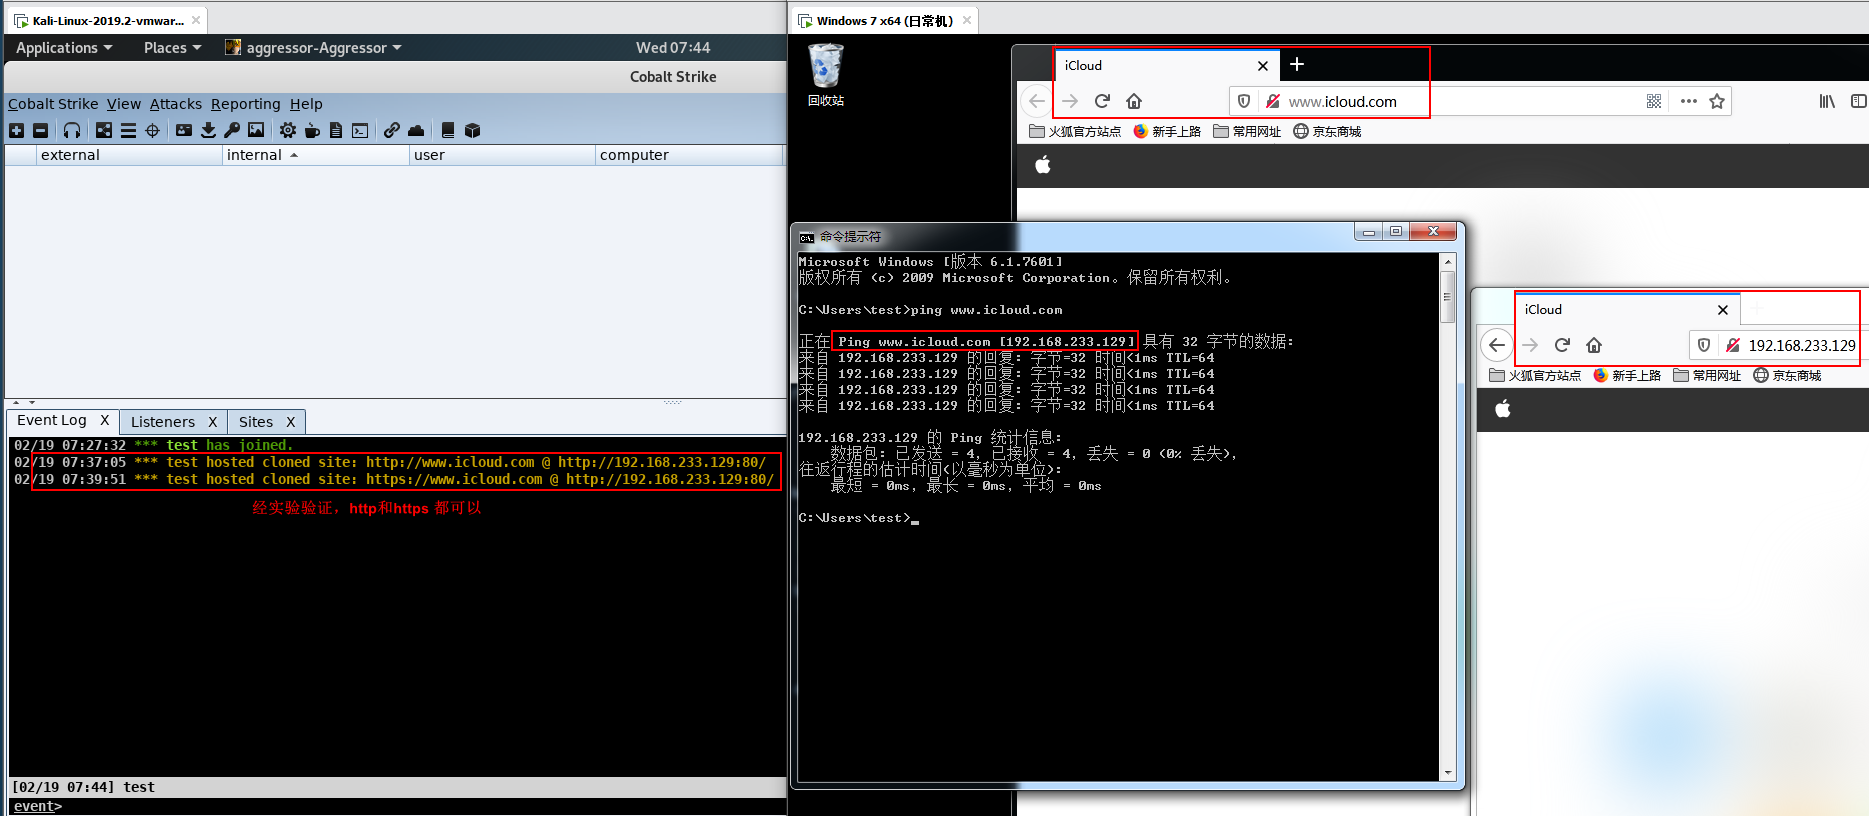 Kali-Linux-2019.2-vmwar...
Applications
Places
aggressor-Aggressor
Wed 07:44
Cobalt Strike
Cobalt Strike View Attacks Reporting Help
external
internal
user
computer
Event Log X
Listeners X
Sites X
02/19 07:27:32 *** test has joined.
02/19 07:37:05 *** test hosted cloned site: http://www.icloud.com @ http://192.168.233.129:80/
02/19 07:39:51 *** test hosted cloned site: https://www.icloud.com @ http://192.168.233.129:80/
经实验验证，http和https 都可以
[02/19 07:44] test
event>
Windows 7 x64 (日常机)
回收站
iCloud
www.icloud.com
火狐官方站点 新手上路 常用网址 京东商城
命令提示符
Microsoft Windows [版本 6.1.7601]
版权所有 (c) 2009 Microsoft Corporation。保留所有权利。
C:\Users\test>ping www.icloud.com
正在 Ping www.icloud.com [192.168.233.129] 具有 32 字节的数据:
来自 192.168.233.129 的回复: 字节=32 时间<1ms TTL=64
来自 192.168.233.129 的回复: 字节=32 时间<1ms TTL=64
来自 192.168.233.129 的回复: 字节=32 时间<1ms TTL=64
来自 192.168.233.129 的回复: 字节=32 时间<1ms TTL=64
192.168.233.129 的 Ping 统计信息:
数据包: 已发送 = 4，已接收 = 4，丢失 = 0 (0% 丢失)，
往返行程的估计时间(以毫秒为单位):
最短 = 0ms，最长 = 0ms，平均 = 0ms
C:\Users\test>
iCloud
192.168.233.129
火狐官方站点 新手上路 常用网址 京东商城